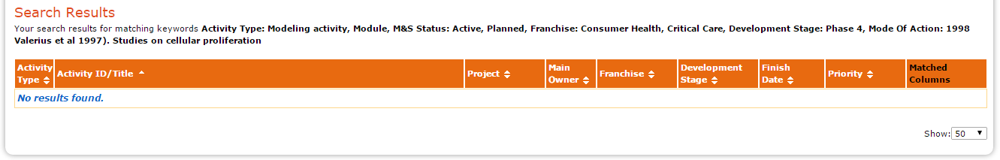 Search Results
Your search results for matching keywords Activity Type: Modeling activity, Module, M&S Status: Active, Planned, Franchise: Consumer Health, Critical Care, Development Stage: Phase 4, Mode Of Action: 1998
Valerius et al 1997). Studies on cellular proliferation
Activity Type Activity ID/Title Project Main Owner Franchise Development Stage Finish Date Priority Matched Columns
No results found.
Show: 50